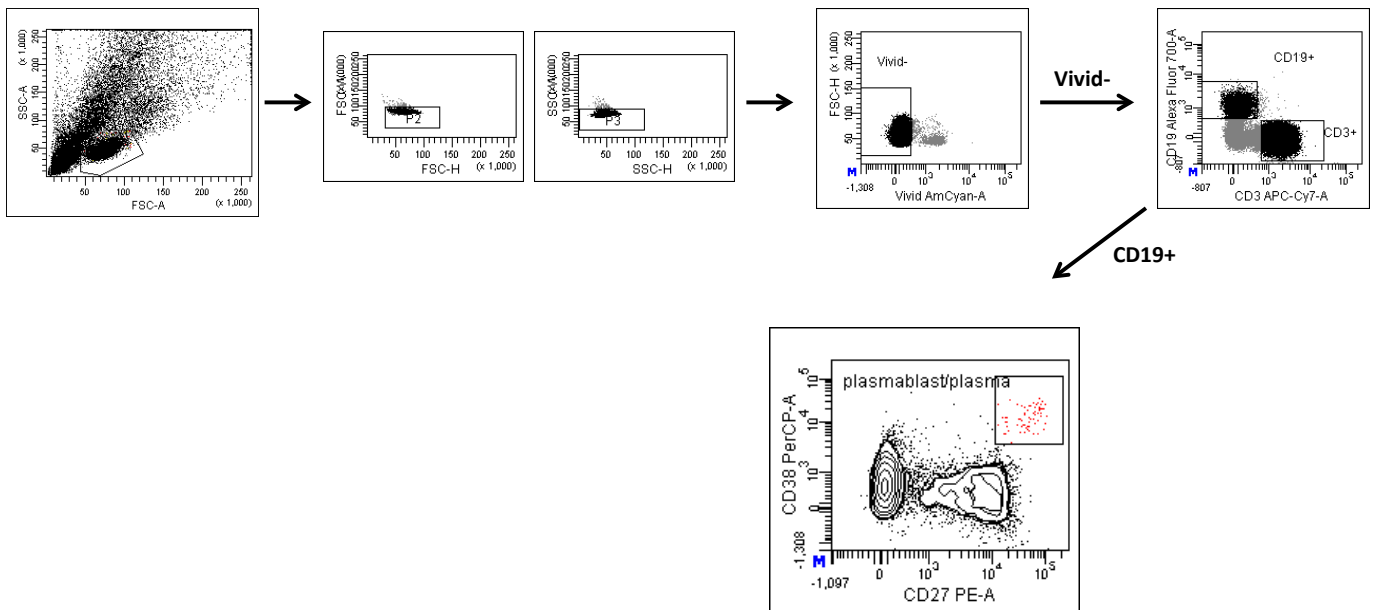 SSC-A
(x 1,000)
50 100 150 200 250
50 100 150 200 250
FSC-A
(x 1,000)
P2
50 100 150 200 250
FSC-H
(x 1,000)
P3
50 100 150 200 250
SSC-H
(x 1,000)
FSC-H
(x 1,000)
50 100 150 200 250
Vivid-
M
-1,308
0 10³ 10⁴ 10⁵
Vivid AmCyan-A
Vivid-
CD19 Alexa Fluor 700-A
-807
0 10³ 10⁴ 10⁵
CD19+
CD3+
M
-807
10³ 10⁴ 10⁵
CD3 APC-Cy7-A
CD19+
CD38 PerCP-A
-1,308
0 10³ 10⁴ 10⁵
plasmablast/plasma
M
-1,097
0 10³ 10⁴ 10⁵
CD27 PE-A